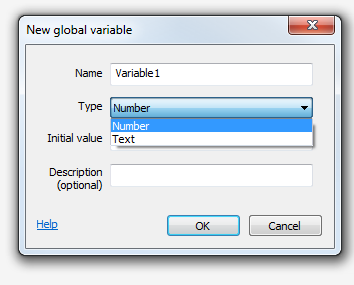 New global variable
Name Variable1
Type Number
Number
Initial value Text
Description
(optional)
Help OK Cancel